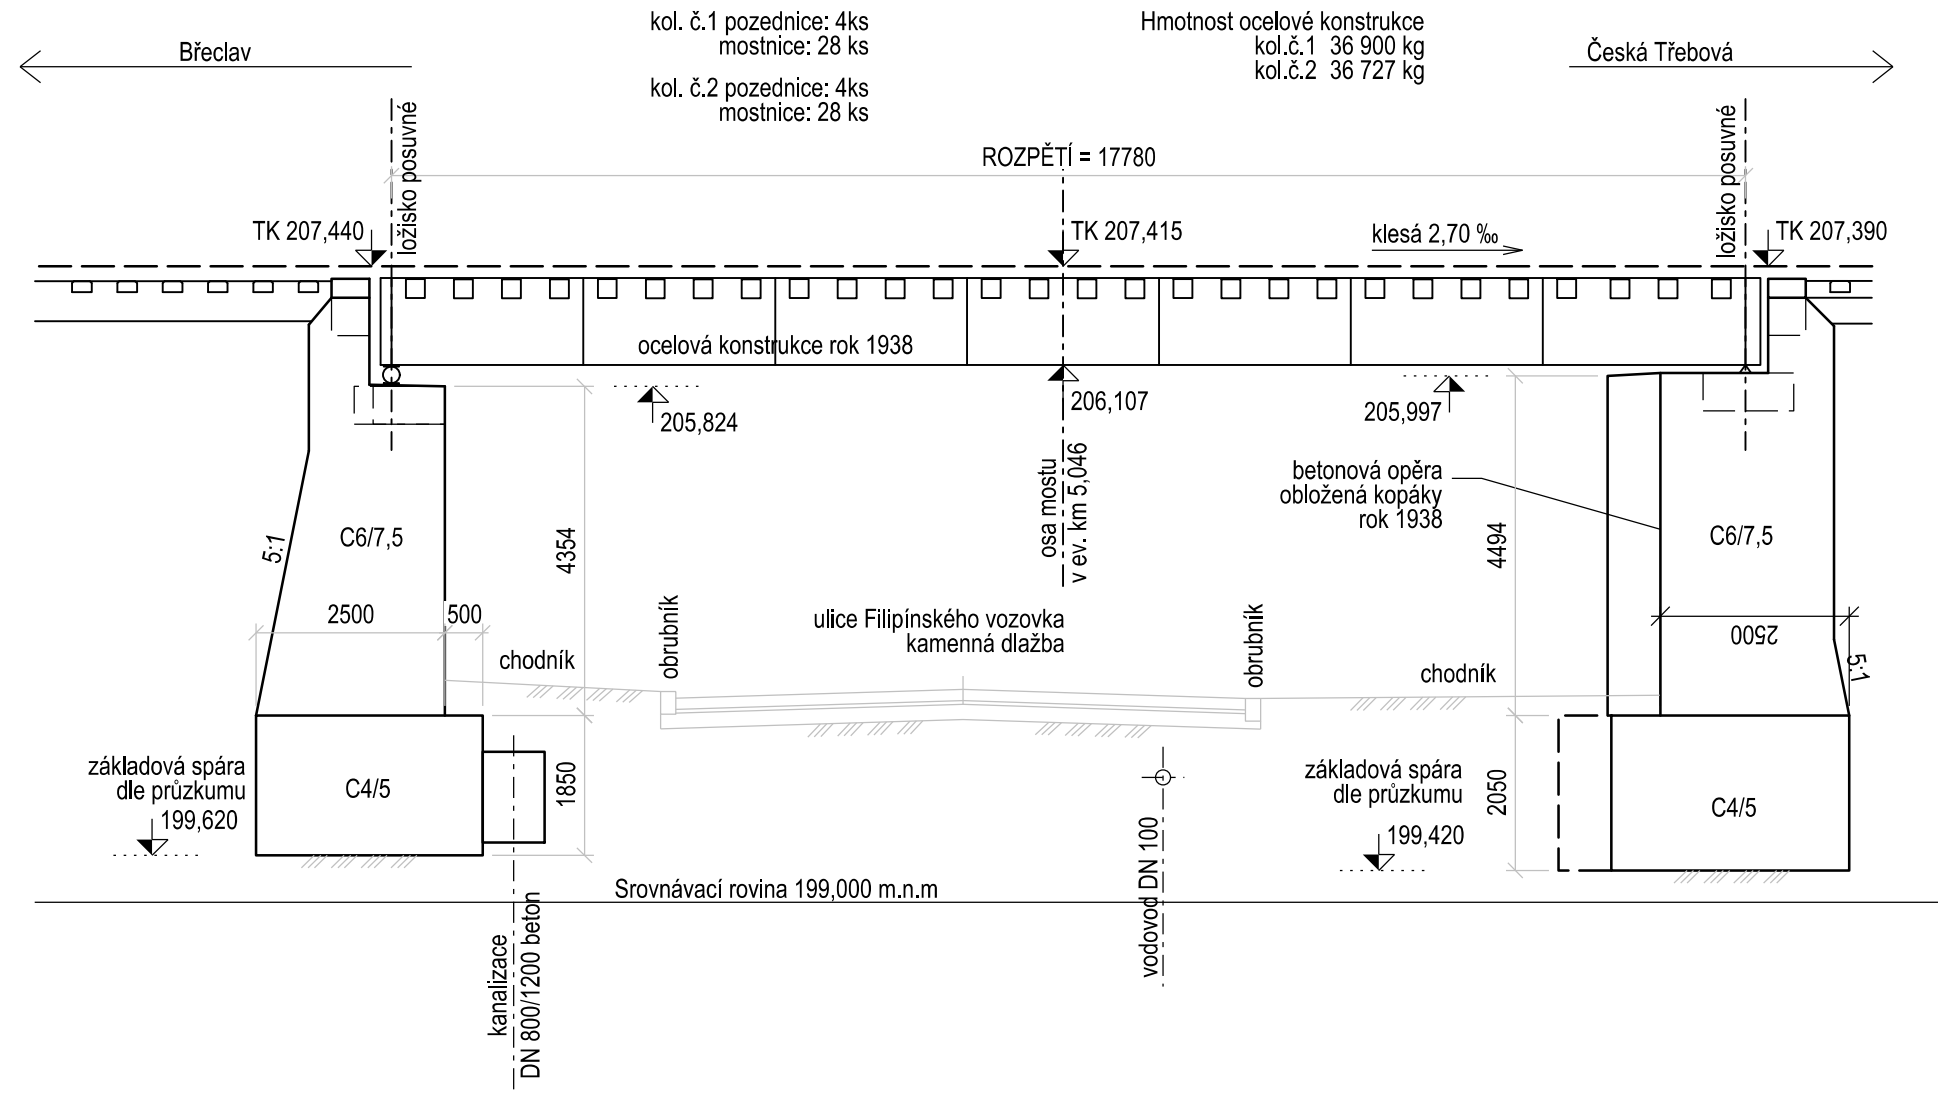 kol. č.1 pozednice: 4ks
mostnice: 28 ks
kol. č.2 pozednice: 4ks
mostnice: 28 ks
Hmotnost ocelové konstrukce
kol.č.1 36 900 kg
kol.č.2 36 727 kg
Břeclav
Česká Třebová
ložisko posuvné
ROZPĚTÍ = 17780
ložisko posuvné
TK 207,440
TK 207,415
klesá 2,70 ‰
TK 207,390
ocelová konstrukce rok 1938
205,824
206,107
205,997
osa mostu
v ev. km 5,046
betonová opěra
obložená kopáky
rok 1938
C6/7,5
5:1
4354
4494
C6/7,5
2500
500
obrubník
ulice Filipínského vozovka
kamenná dlažba
obrubník
2500
chodník
chodník
5:1
základová spára
dle průzkumu
199,620
C4/5
1850
základová spára
dle průzkumu
199,420
2050
C4/5
Srovnávací rovina 199,000 m.n.m
kanalizace
DN 800/1200 beton
vodovod DN 100